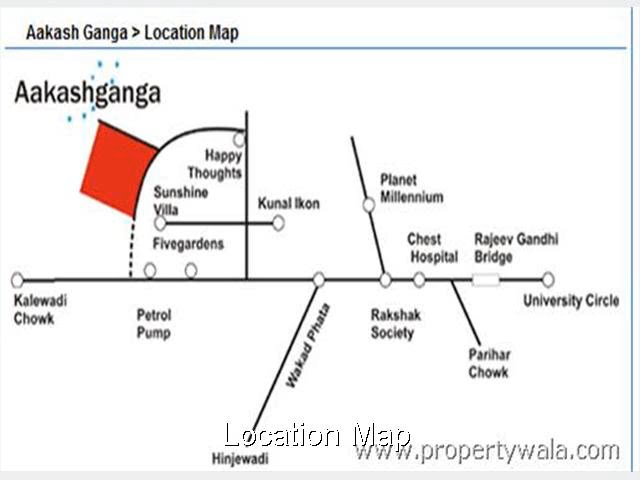 Aakash Ganga > Location Map
Aakashganga
Happy
Thoughts
Sunshine
Villa
Kunal Ikon
Fivegardens
Planet
Millennium
Chest
Hospital
Rajeev Gandhi
Bridge
Kalewadi
Chowk
Petrol
Pump
Wakad Phata
Rakshak
Society
University Circle
Parihar
Chowk
Location Map
www.propertywala.com
Hinjewadi